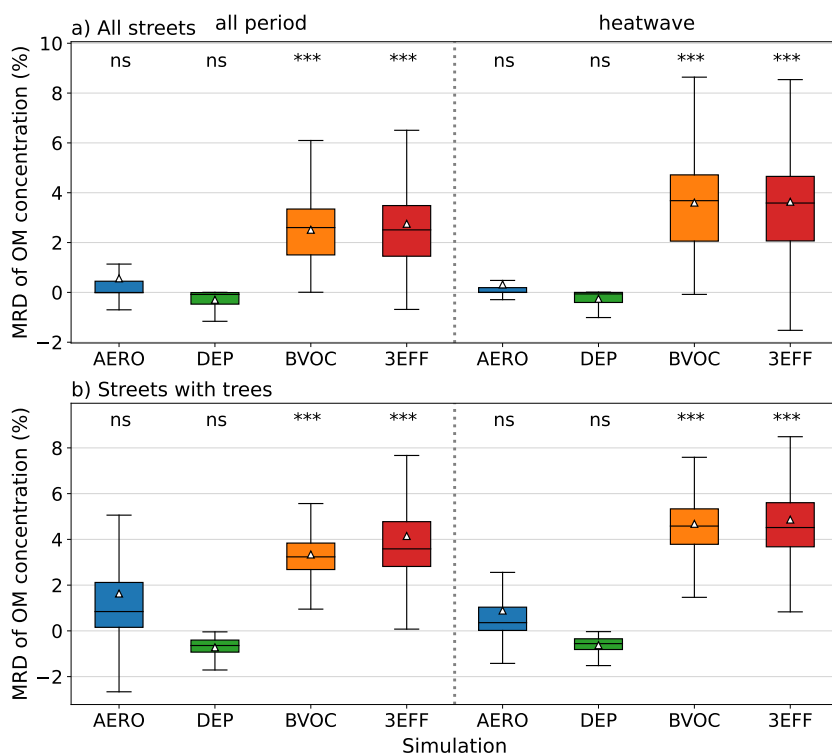 a) All streets all period heatwave
ns ns *** *** ns ns *** ***
MRD of OM concentration (%)
10
8
6
4
2
0
−2
AERO DEP BVOC 3EFF AERO DEP BVOC 3EFF
b) Streets with trees
ns ns *** *** ns ns *** ***
MRD of OM concentration (%)
8
6
4
2
0
−2
AERO DEP BVOC 3EFF AERO DEP BVOC 3EFF
Simulation